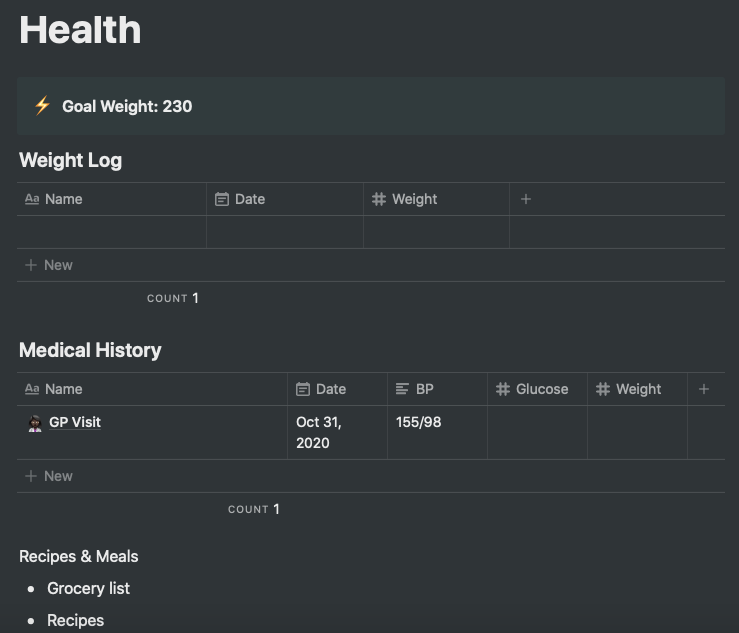 Health
Goal Weight: 230
Weight Log
Aa Name Date # Weight +
+ New
COUNT 1
Medical History
Aa Name Date BP # Glucose # Weight +
GP Visit Oct 31, 155/98
2020
+ New
COUNT 1
Recipes & Meals
• Grocery list
• Recipes